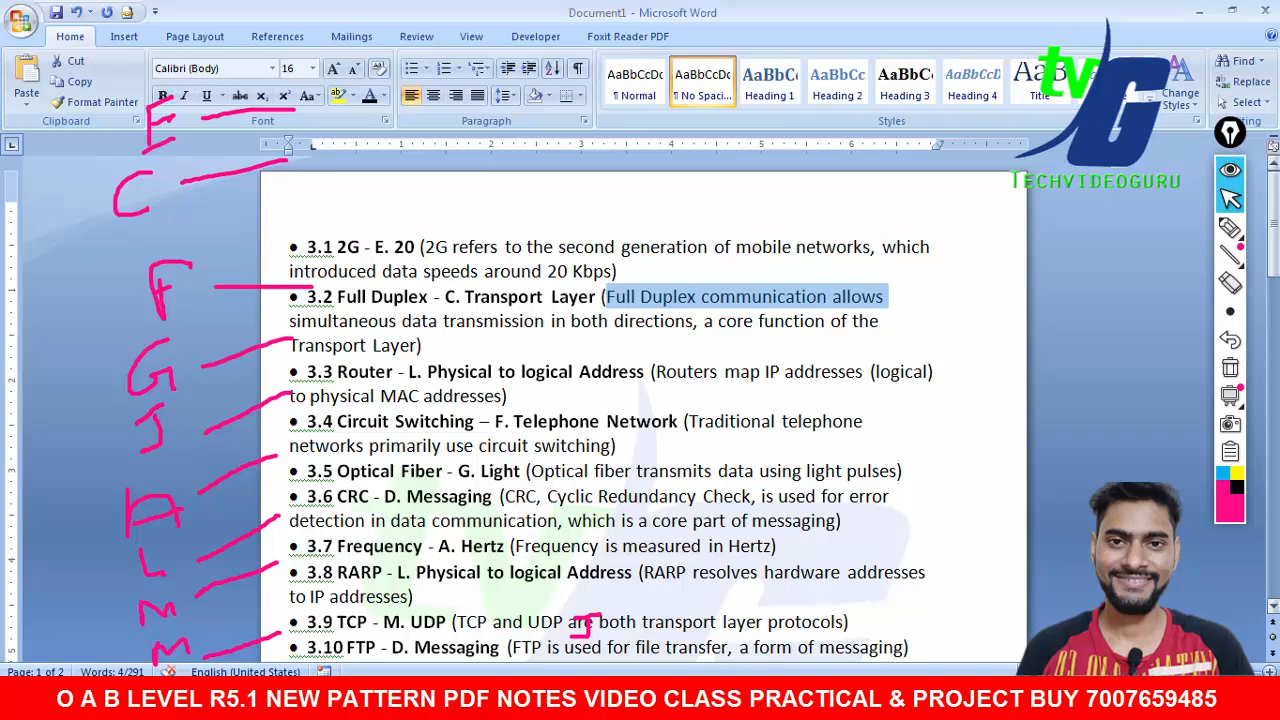 Document1 - Microsoft Word
Home Insert Page Layout References Mailings Review View Developer Foxit Reader PDF
Cut
Copy
Format Painter
Paste
Clipboard
Calibri (Body) 16
Font
Paragraph
AaBbCcDc AaBbCcDc AaBbC AaBbCc AaBbCc AaBbCcD AaB
¶ Normal ¶ No Spaci... Heading 1 Heading 2 Heading 3 Heading 4 Title
Change Styles
Styles
Find
Replace
Select
Editing
tv G
TECHVIDEOGURU
E
C
F
G
J
A
L
M
M
• 3.1 2G - E. 20 (2G refers to the second generation of mobile networks, which
introduced data speeds around 20 Kbps)
• 3.2 Full Duplex - C. Transport Layer (Full Duplex communication allows
simultaneous data transmission in both directions, a core function of the
Transport Layer)
• 3.3 Router - L. Physical to logical Address (Routers map IP addresses (logical)
to physical MAC addresses)
• 3.4 Circuit Switching – F. Telephone Network (Traditional telephone
networks primarily use circuit switching)
• 3.5 Optical Fiber - G. Light (Optical fiber transmits data using light pulses)
• 3.6 CRC - D. Messaging (CRC, Cyclic Redundancy Check, is used for error
detection in data communication, which is a core part of messaging)
• 3.7 Frequency - A. Hertz (Frequency is measured in Hertz)
• 3.8 RARP - L. Physical to logical Address (RARP resolves hardware addresses
to IP addresses)
• 3.9 TCP - M. UDP (TCP and UDP are both transport layer protocols)
J
• 3.10 FTP - D. Messaging (FTP is used for file transfer, a form of messaging)
Page: 1 of 2 Words: 4/291 English (United States)
O A B LEVEL R5.1 NEW PATTERN PDF NOTES VIDEO CLASS PRACTICAL & PROJECT BUY 7007659485